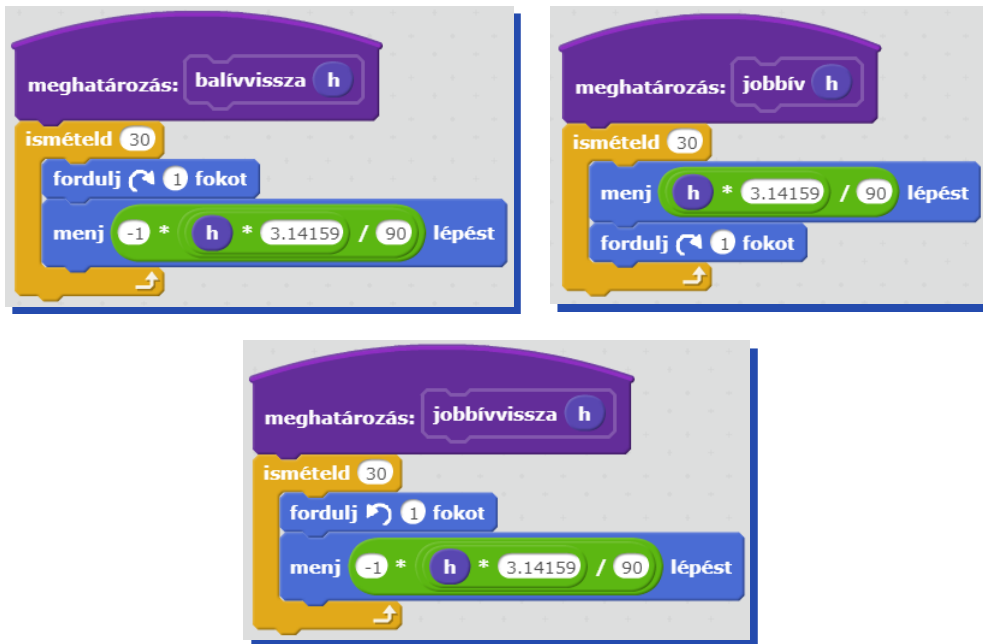 meghatározás: balívvissza h
ismételd 30
fordulj 1 fokot
menj -1 * h * 3.14159 / 90 lépést
meghatározás: jobbív h
ismételd 30
menj h * 3.14159 / 90 lépést
fordulj 1 fokot
meghatározás: jobbívvissza h
ismételd 30
fordulj 1 fokot
menj -1 * h * 3.14159 / 90 lépést